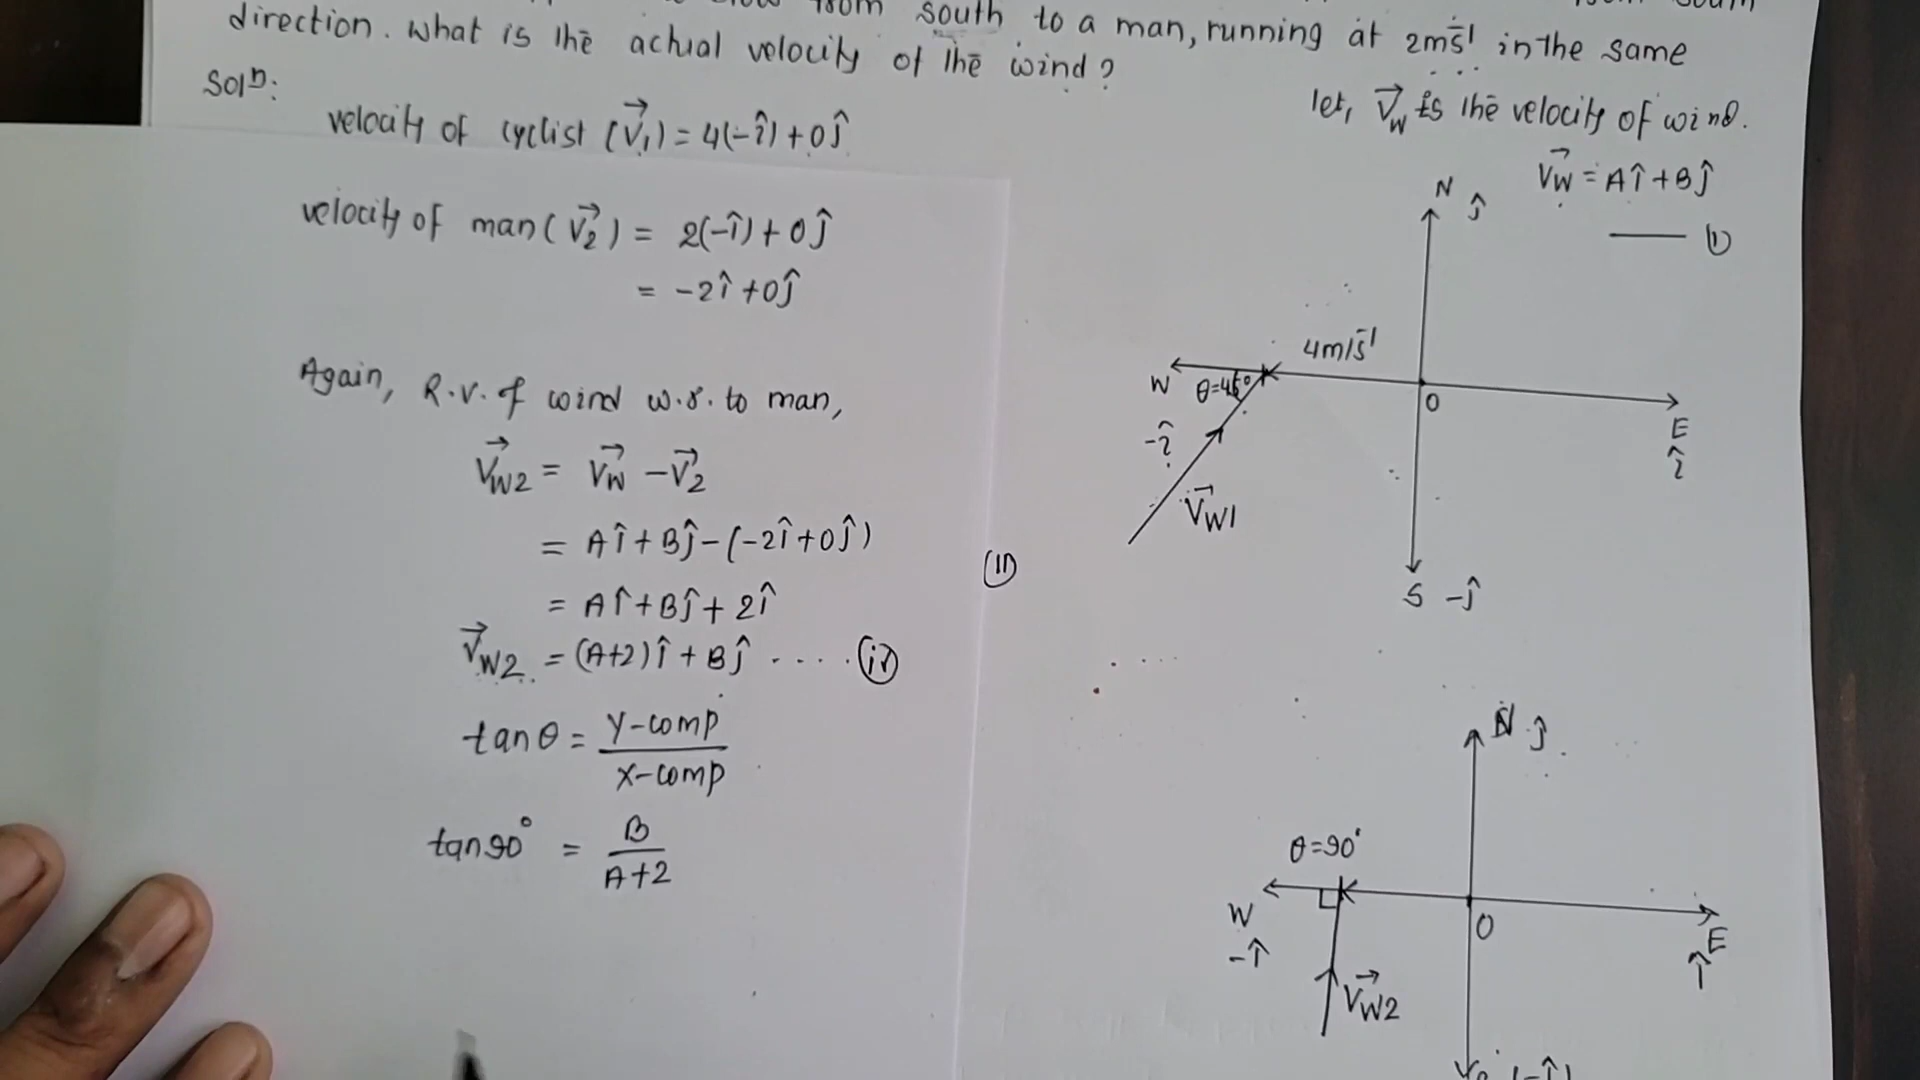 from south to a man, running at 2ms⁻¹ in the same
direction. what is the actual velocity of the wind?
Solⁿ:
velocity of cyclist (V⃗₁) = 4(-î) + 0ĵ
velocity of man (V⃗₂) = 2(-î) + 0ĵ
= -2î + 0ĵ
Again, R.V. of wind w.r. to man,
V⃗w2 = V⃗w - V⃗2
= Aî + Bĵ - (-2î + 0ĵ)
= Aî + Bĵ + 2î
V⃗w2 = (A+2)î + Bĵ .... (iv)
tanθ = y-comp / x-comp
tan90° = B / A+2
let, V⃗w is the velocity of wind.
V⃗w = Aî + Bĵ
—— (i)
N ĵ
4m/s⁻¹
W θ=45°
O
E
-î
î
V⃗w1
S -ĵ
N ĵ
θ=90°
W
O
E
-î
î
V⃗w2